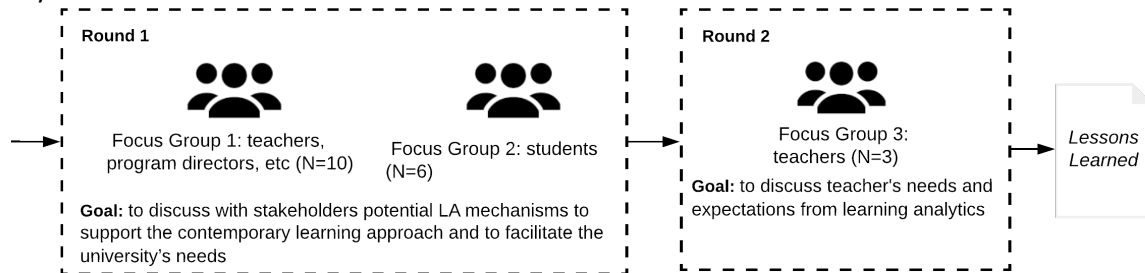 Round 1
Focus Group 1: teachers,
program directors, etc (N=10)
Focus Group 2: students
(N=6)
Goal: to discuss with stakeholders potential LA mechanisms to
support the contemporary learning approach and to facilitate the
university's needs
Round 2
Focus Group 3:
teachers (N=3)
Goal: to discuss teacher's needs and
expectations from learning analytics
Lessons
Learned